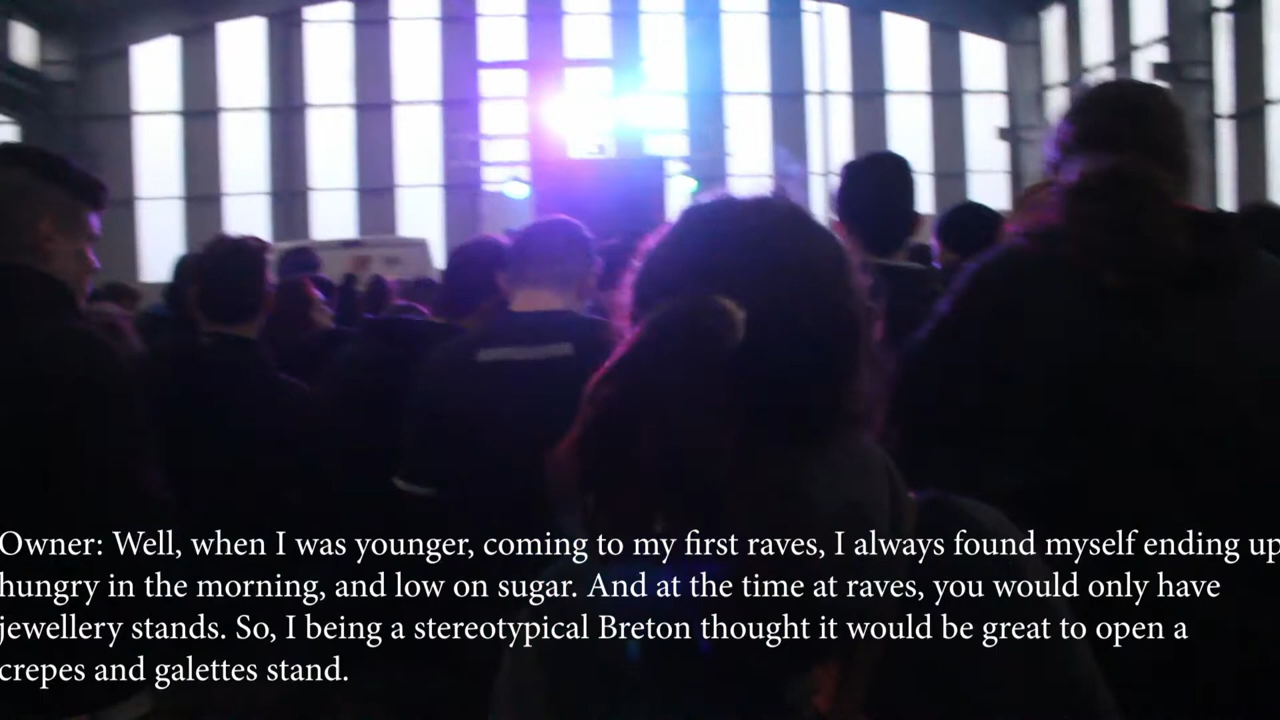 Owner: Well, when I was younger, coming to my first raves, I always found myself ending up
hungry in the morning, and low on sugar. And at the time at raves, you would only have
jewellery stands. So, I being a stereotypical Breton thought it would be great to open a
crepes and galettes stand.